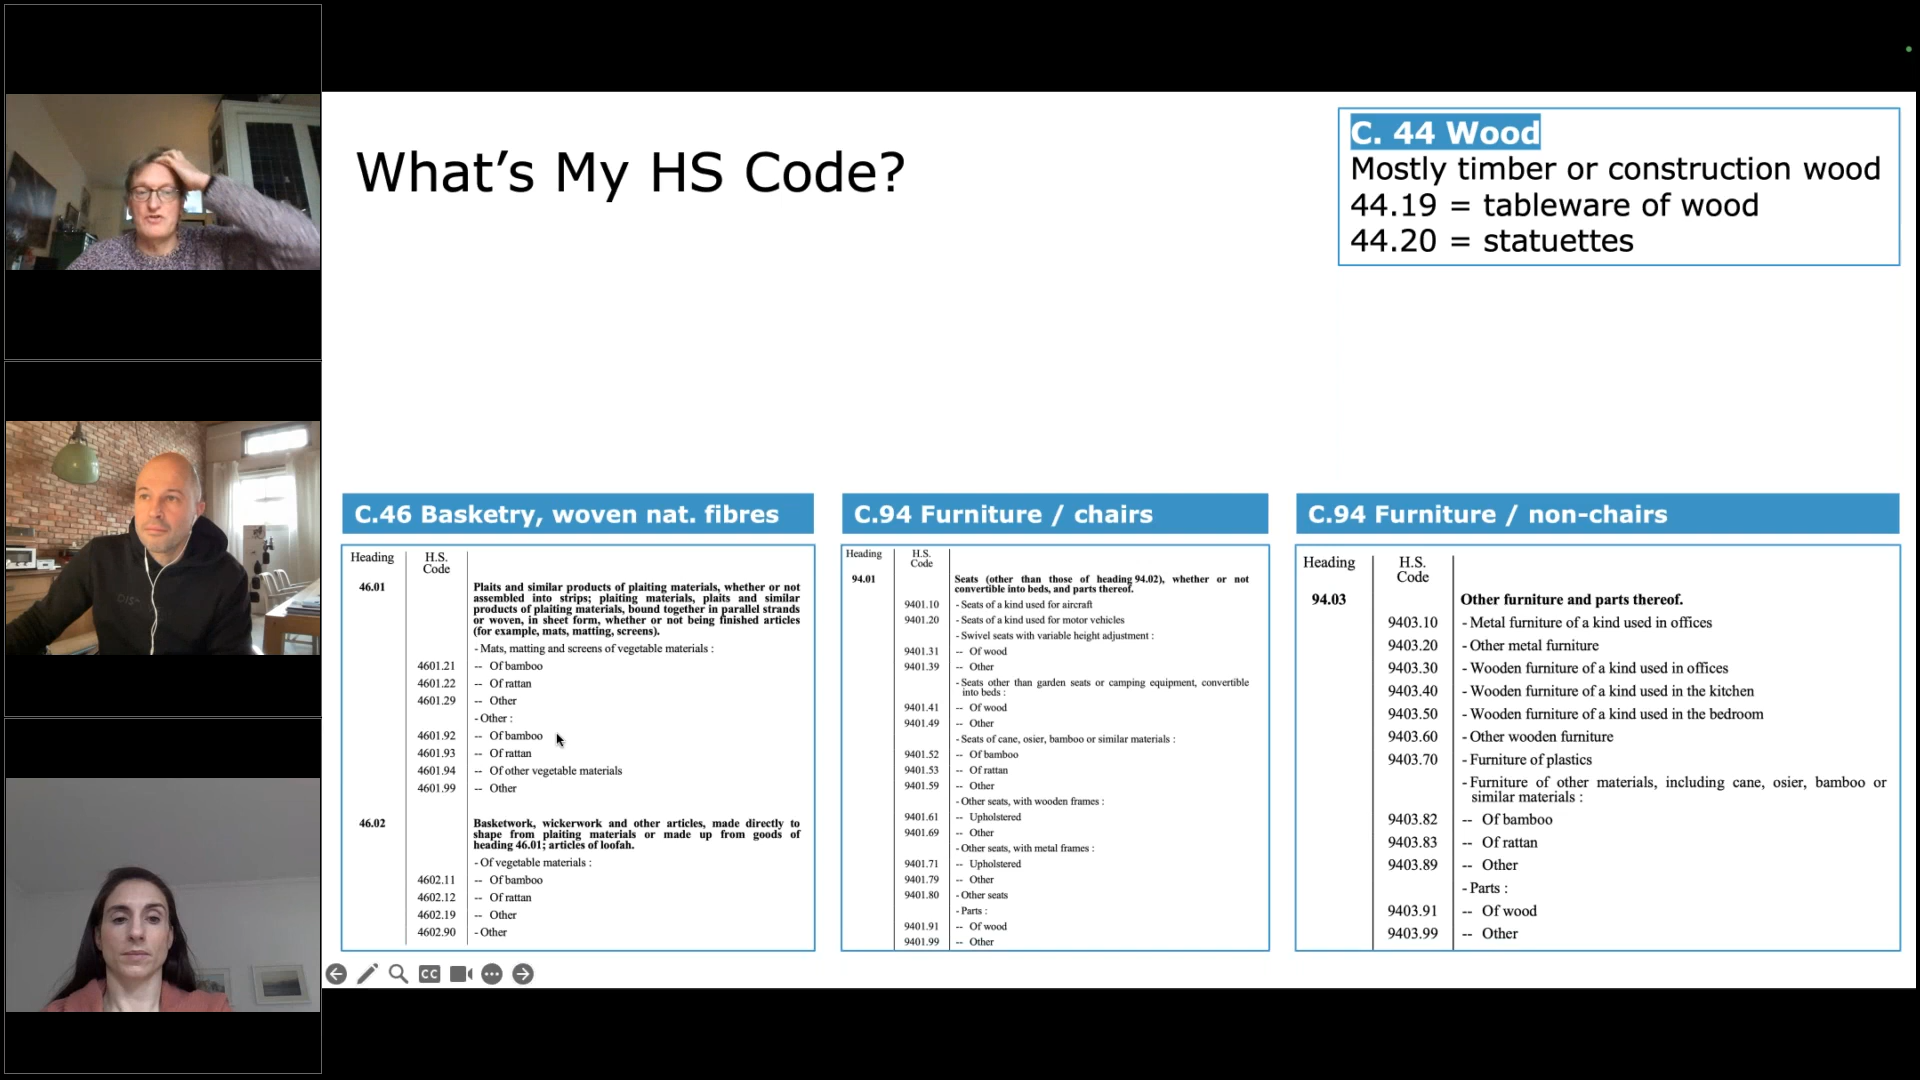 What's My HS Code?
C. 44 Wood
Mostly timber or construction wood
44.19 = tableware of wood
44.20 = statuettes
C.46 Basketry, woven nat. fibres
Heading H.S.
Code
46.01 Plaits and similar products of plaiting materials, whether or not
assembled into strips; plaiting materials, plaits and similar
products of plaiting materials, bound together in parallel strands
or woven, in sheet form, whether or not being finished articles
(for example, mats, matting, screens).
- Mats, matting and screens of vegetable materials :
4601.21 -- Of bamboo
4601.22 -- Of rattan
4601.29 -- Other
- Other :
4601.92 -- Of bamboo
4601.93 -- Of rattan
4601.94 -- Of other vegetable materials
4601.99 -- Other
46.02 Basketwork, wickerwork and other articles, made directly to
shape from plaiting materials or made up from goods of
heading 46.01; articles of loofah.
- Of vegetable materials :
4602.11 -- Of bamboo
4602.12 -- Of rattan
4602.19 -- Other
4602.90 - Other
C.94 Furniture / chairs
Heading H.S.
Code
94.01 Seats (other than those of heading 94.02), whether or not
convertible into beds, and parts thereof.
9401.10 - Seats of a kind used for aircraft
9401.20 - Seats of a kind used for motor vehicles
- Swivel seats with variable height adjustment :
9401.31 -- Of wood
9401.39 -- Other
- Seats other than garden seats or camping equipment, convertible
into beds :
9401.41 -- Of wood
9401.49 -- Other
- Seats of cane, osier, bamboo or similar materials :
9401.52 -- Of bamboo
9401.53 -- Of rattan
9401.59 -- Other
- Other seats, with wooden frames :
9401.61 -- Upholstered
9401.69 -- Other
- Other seats, with metal frames :
9401.71 -- Upholstered
9401.79 -- Other
9401.80 - Other seats
- Parts :
9401.91 -- Of wood
9401.99 -- Other
C.94 Furniture / non-chairs
Heading H.S.
Code
94.03 Other furniture and parts thereof.
9403.10 - Metal furniture of a kind used in offices
9403.20 - Other metal furniture
9403.30 - Wooden furniture of a kind used in offices
9403.40 - Wooden furniture of a kind used in the kitchen
9403.50 - Wooden furniture of a kind used in the bedroom
9403.60 - Other wooden furniture
9403.70 - Furniture of plastics
- Furniture of other materials, including cane, osier, bamboo or
similar materials :
9403.82 -- Of bamboo
9403.83 -- Of rattan
9403.89 -- Other
- Parts :
9403.91 -- Of wood
9403.99 -- Other
CC